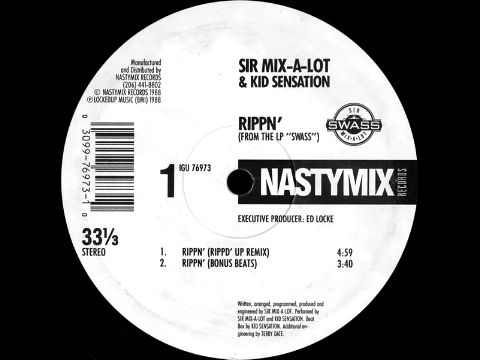 Manufactured
and Distributed by
NASTYMIX RECORDS
(206) 441-8802
© NASTYMIX RECORDS 1988
℗ LOCKEDUP MUSIC (BMI) 1988
SIR MIX-A-LOT
& KID SENSATION
RIPPN'
(FROM THE LP "SWASS")
SIR
SWASS
MIX-A-LOT
0 3099-76973-1 0
1
IGU 76973
NASTYMIX
RECORDS
EXECUTIVE PRODUCER: ED LOCKE
33⅓
STEREO
1. RIPPN' (RIPPD' UP REMIX) 4:59
2. RIPPN' (BONUS BEATS) 3:40
Written, arranged, programmed, produced and
engineered by SIR MIX-A-LOT. Performed by
SIR MIX-A-LOT and KID SENSATION. Beat
Box by KID SENSATION. Additional en-
gineering by TERRY DATE.